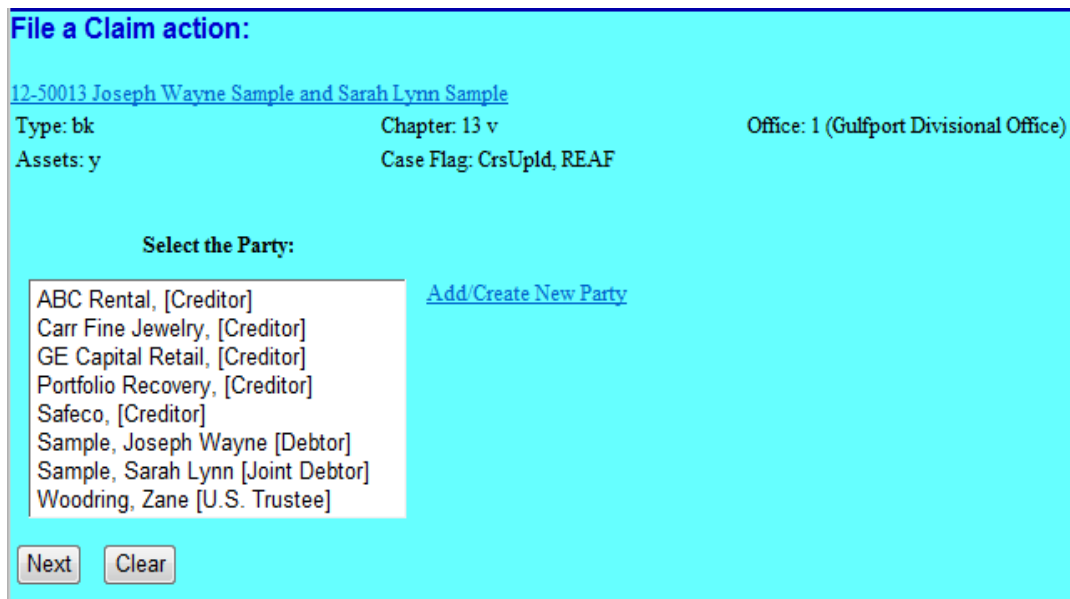 File a Claim action:
12-50013 Joseph Wayne Sample and Sarah Lynn Sample
Type: bk Chapter: 13 v Office: 1 (Gulfport Divisional Office)
Assets: y Case Flag: CrsUpld, REAF
Select the Party:
ABC Rental, [Creditor] Add/Create New Party
Carr Fine Jewelry, [Creditor]
GE Capital Retail, [Creditor]
Portfolio Recovery, [Creditor]
Safeco, [Creditor]
Sample, Joseph Wayne [Debtor]
Sample, Sarah Lynn [Joint Debtor]
Woodring, Zane [U.S. Trustee]
Next Clear